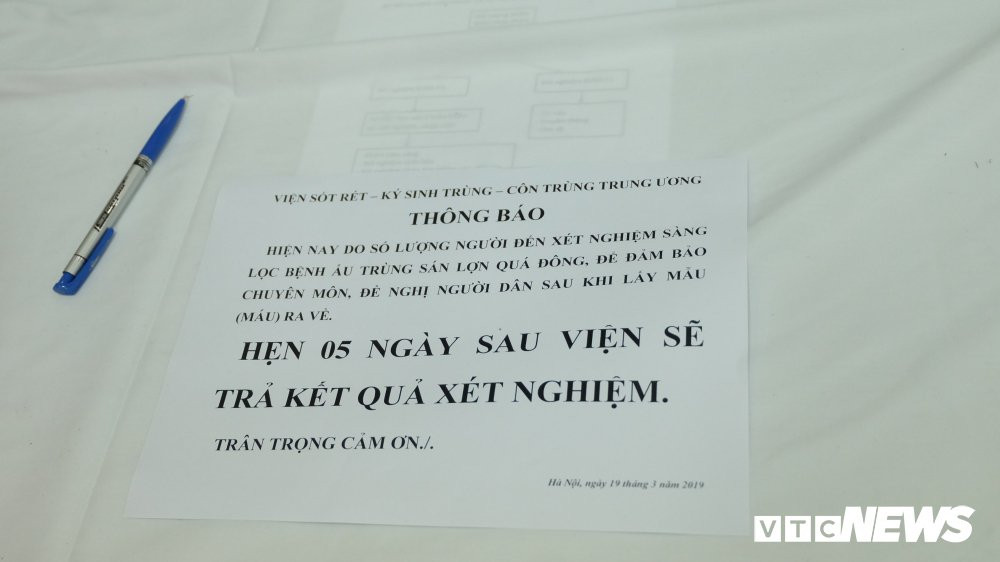 VIỆN SỐT RÉT – KÝ SINH TRÙNG – CÔN TRÙNG TRUNG ƯƠNG
THÔNG BÁO
HIỆN NAY DO SỐ LƯỢNG NGƯỜI ĐẾN XÉT NGHIỆM SÀNG
LỌC BỆNH ẤU TRÙNG SÁN LỢN QUÁ ĐÔNG, ĐỂ ĐẢM BẢO
CHUYÊN MÔN, ĐỀ NGHỊ NGƯỜI DÂN SAU KHI LẤY MẪU
(MÁU) RA VỀ.
HẸN 05 NGÀY SAU VIỆN SẼ
TRẢ KẾT QUẢ XÉT NGHIỆM.
TRÂN TRỌNG CẢM ƠN./.
Hà Nội, ngày 19 tháng 3 năm 2019
VTC NEWS